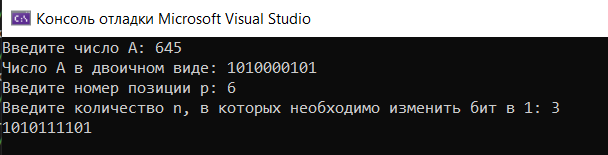 Консоль отладки Microsoft Visual Studio
Введите число A: 645
Число A в двоичном виде: 1010000101
Введите номер позиции p: 6
Введите количество n, в которых необходимо изменить бит в 1: 3
1010111101